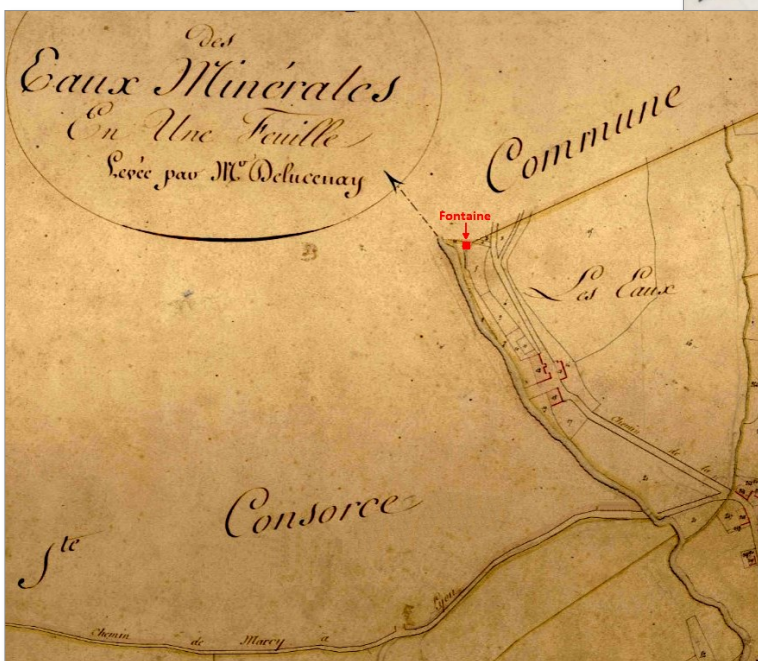 des
Eaux Minérales
En Une Feuille
Levée par Mr. Delucenay
Commune
Fontaine
Les Eaux
Chemin de la
Ste Consorce
Chemin de Marcy à Lyon